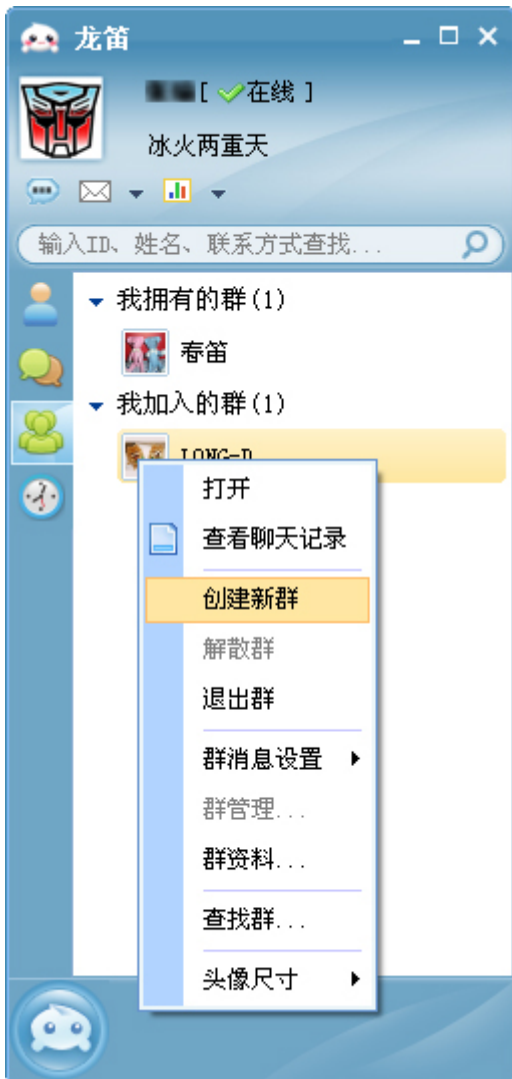 龙笛
[ 在线 ]
冰火两重天
输入ID、姓名、联系方式查找...
我拥有的群(1)
春笛
我加入的群(1)
LONG-D
打开
查看聊天记录
创建新群
解散群
退出群
群消息设置
群管理...
群资料...
查找群...
头像尺寸